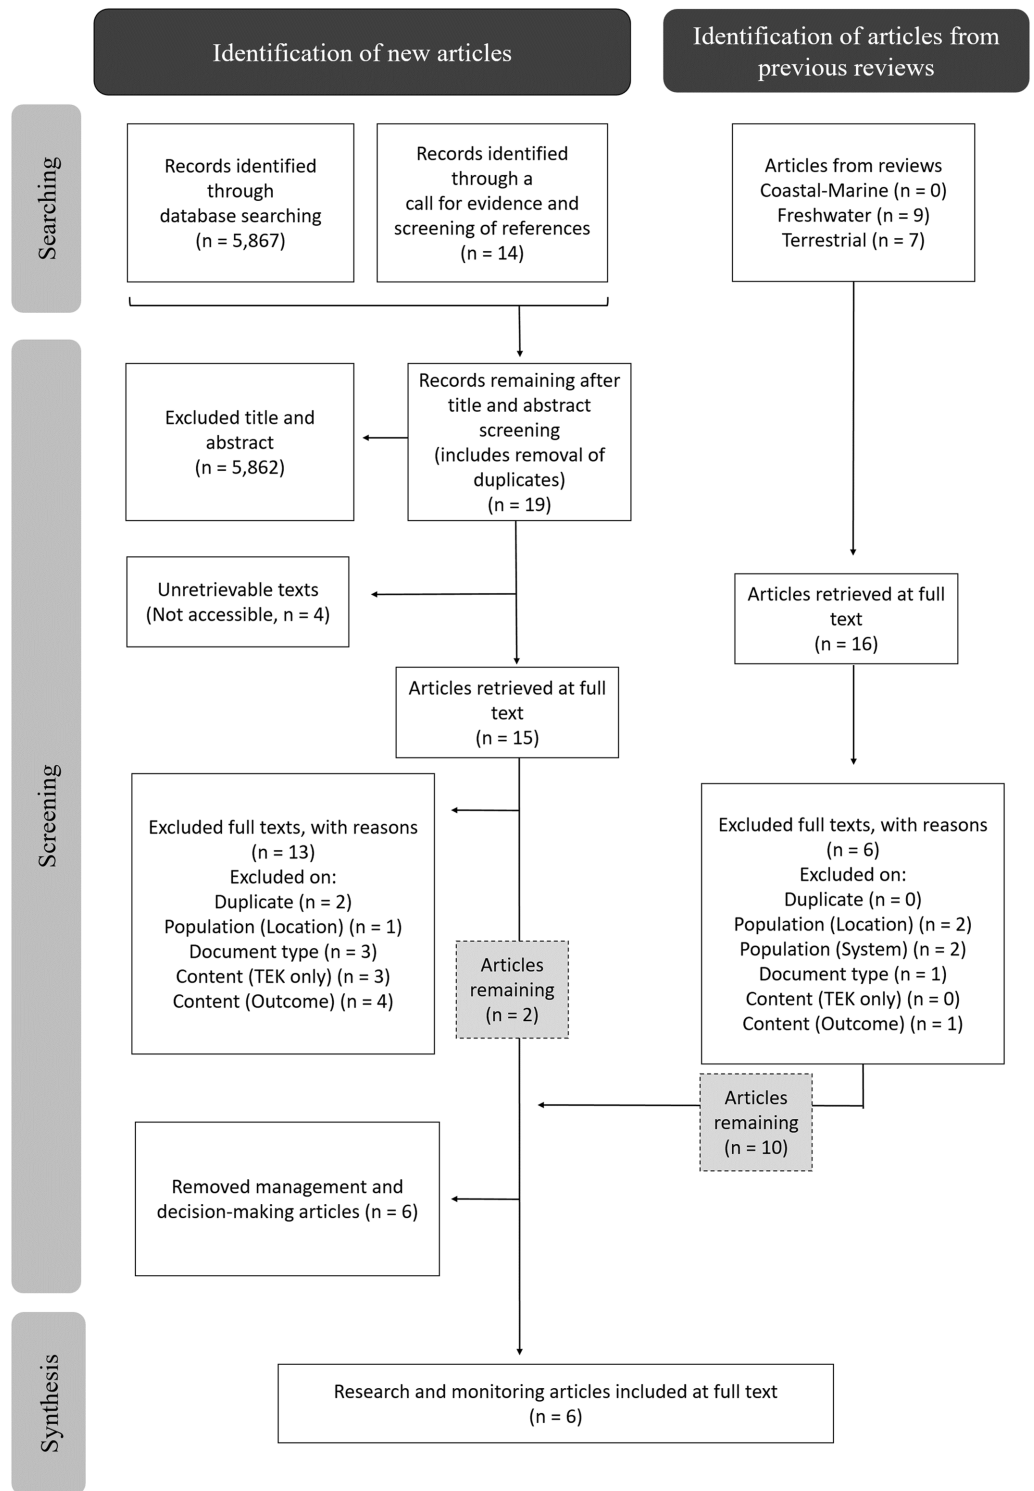 Identification of new articles
Identification of articles from
previous reviews
Searching
Records identified
through
database searching
(n = 5,867)
Records identified
through a
call for evidence and
screening of references
(n = 14)
Articles from reviews
Coastal-Marine (n = 0)
Freshwater (n = 9)
Terrestrial (n = 7)
Screening
Excluded title and
abstract
(n = 5,862)
Records remaining after
title and abstract
screening
(includes removal of
duplicates)
(n = 19)
Unretrievable texts
(Not accessible, n = 4)
Articles retrieved at full
text
(n = 16)
Articles retrieved at full
text
(n = 15)
Excluded full texts, with reasons
(n = 13)
Excluded on:
Duplicate (n = 2)
Population (Location) (n = 1)
Document type (n = 3)
Content (TEK only) (n = 3)
Content (Outcome) (n = 4)
Articles
remaining
(n = 2)
Excluded full texts, with reasons
(n = 6)
Excluded on:
Duplicate (n = 0)
Population (Location) (n = 2)
Population (System) (n = 2)
Document type (n = 1)
Content (TEK only) (n = 0)
Content (Outcome) (n = 1)
Articles
remaining
(n = 10)
Removed management and
decision-making articles (n = 6)
Synthesis
Research and monitoring articles included at full text
(n = 6)